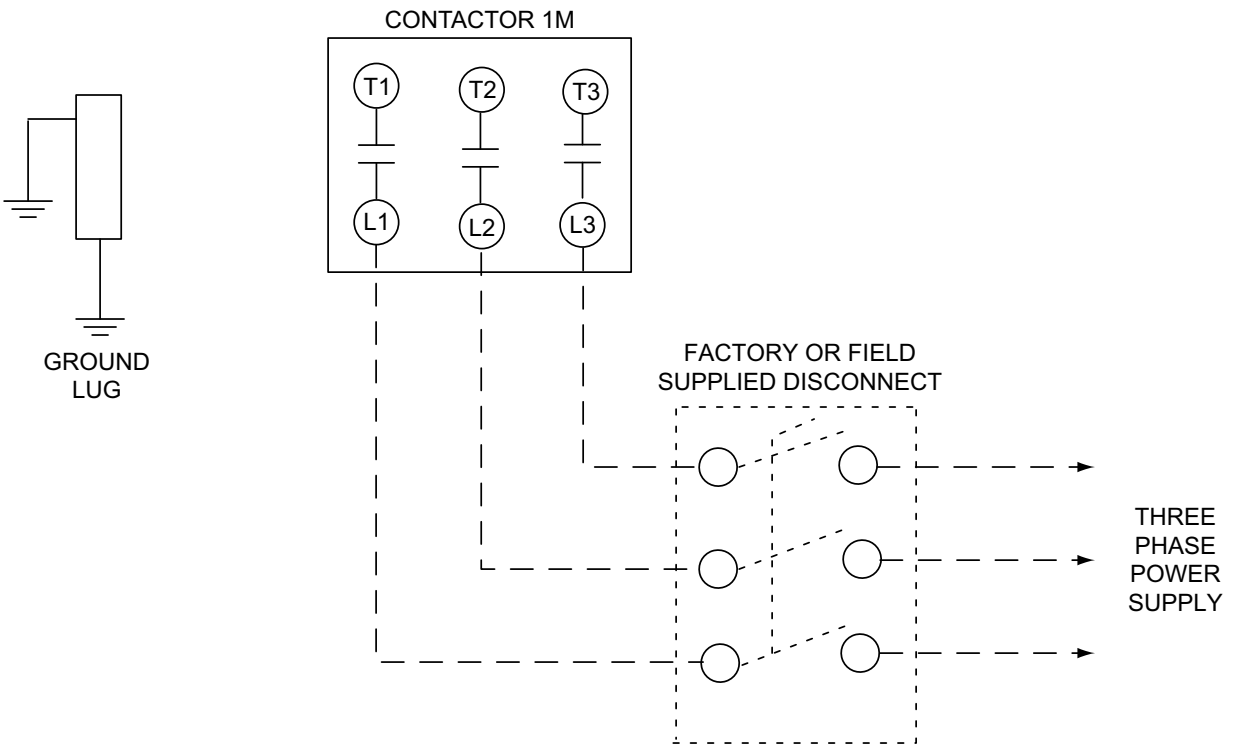 CONTACTOR 1M
T1
T2
T3
L1
L2
L3
GROUND
LUG
FACTORY OR FIELD
SUPPLIED DISCONNECT
THREE
PHASE
POWER
SUPPLY